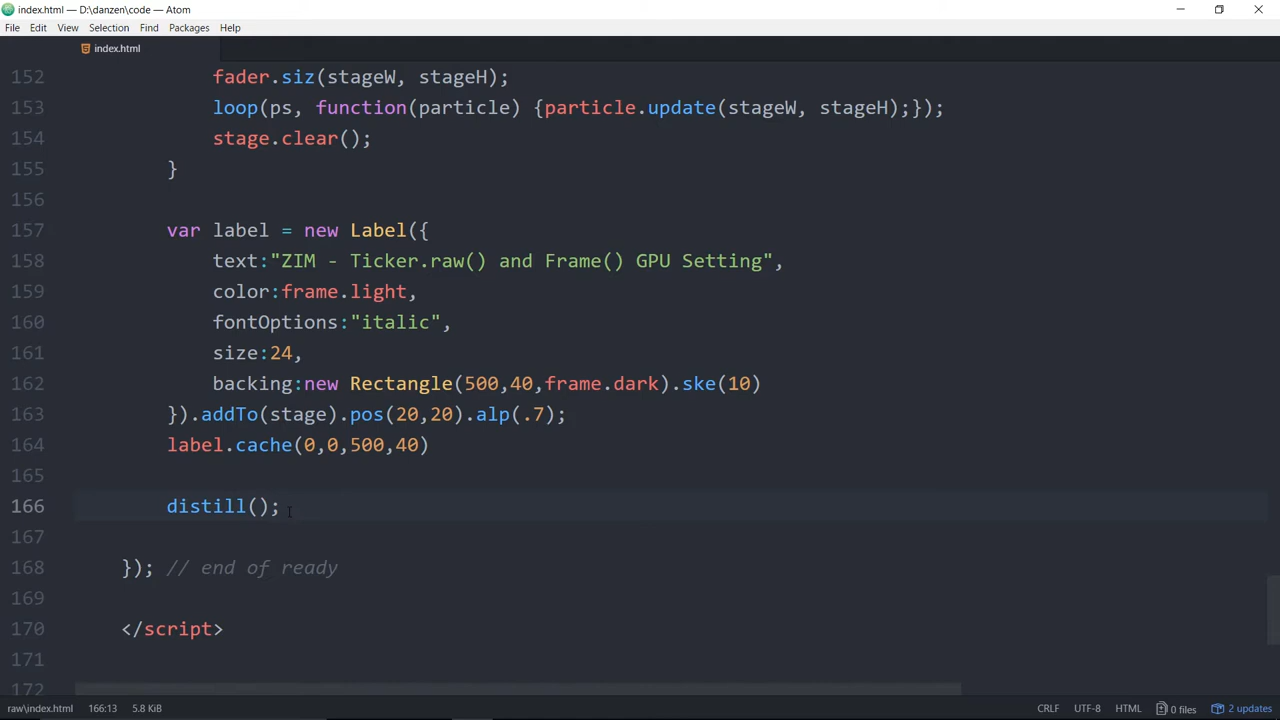 index.html — D:\danzen\code — Atom
File Edit View Selection Find Packages Help
index.html
152 fader.siz(stageW, stageH);
153 loop(ps, function(particle) {particle.update(stageW, stageH);});
154 stage.clear();
155 }
156
157 var label = new Label({
158 text:"ZIM - Ticker.raw() and Frame() GPU Setting",
159 color:frame.light,
160 fontOptions:"italic",
161 size:24,
162 backing:new Rectangle(500,40,frame.dark).ske(10)
163 }).addTo(stage).pos(20,20).alp(.7);
164 label.cache(0,0,500,40)
165
166 distill();
167
168 }); // end of ready
169
170 </script>
171
172
raw\index.html 166:13 5.8 KiB CRLF UTF-8 HTML 0 files 2 updates